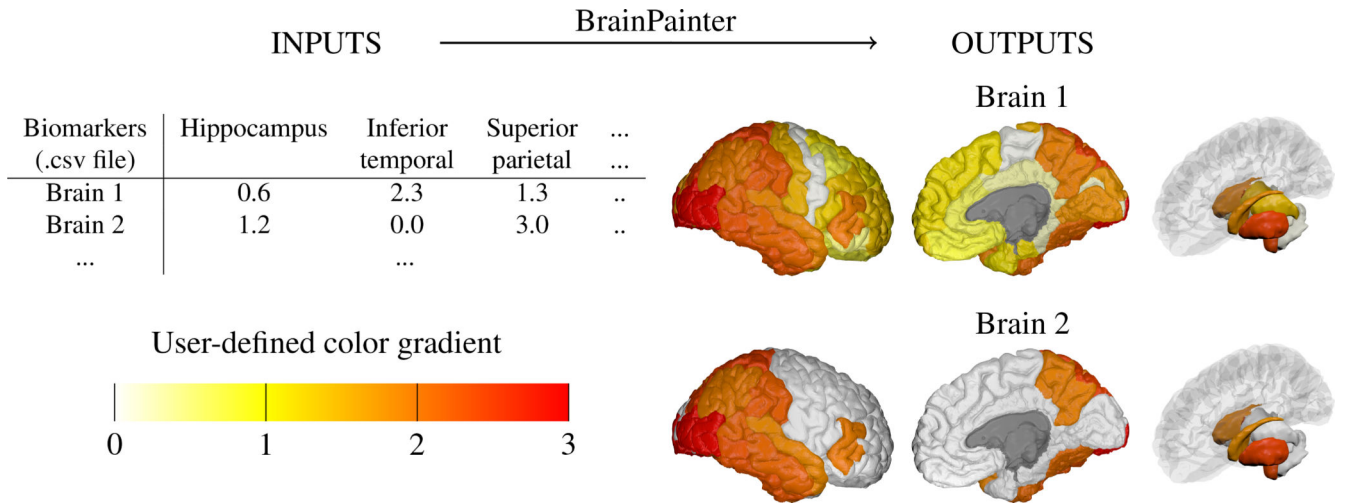 BrainPainter
INPUTS
OUTPUTS
Brain 1
Biomarkers Hippocampus Inferior Superior ...
(.csv file) temporal parietal ...
Brain 1 0.6 2.3 1.3 ..
Brain 2 1.2 0.0 3.0 ..
... ...
Brain 2
User-defined color gradient
0 1 2 3